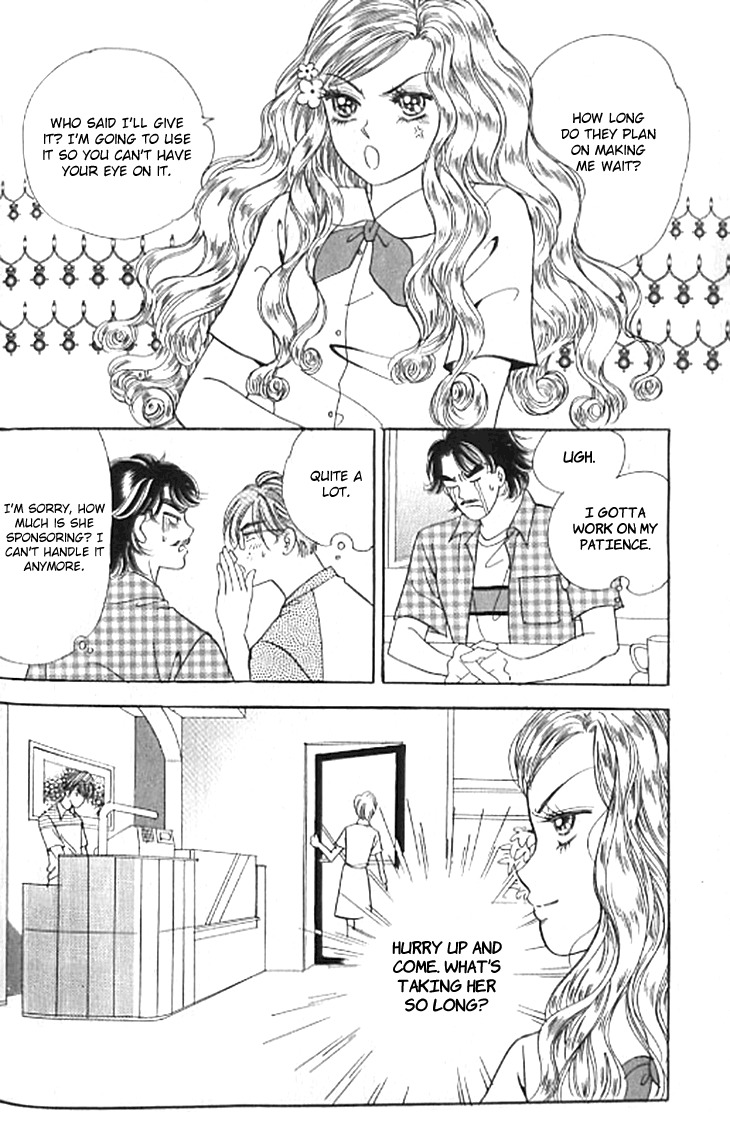 WHO SAID I'LL GIVE
IT? I'M GOING TO USE
IT SO YOU CAN'T HAVE
YOUR EYE ON IT.
HOW LONG
DO THEY PLAN
ON MAKING
ME WAIT?
I'M SORRY, HOW
MUCH IS SHE
SPONSORING? I
CAN'T HANDLE IT
ANYMORE.
QUITE A
LOT.
UGH.
I GOTTA
WORK ON MY
PATIENCE.
HURRY UP AND
COME. WHAT'S
TAKING HER
SO LONG?